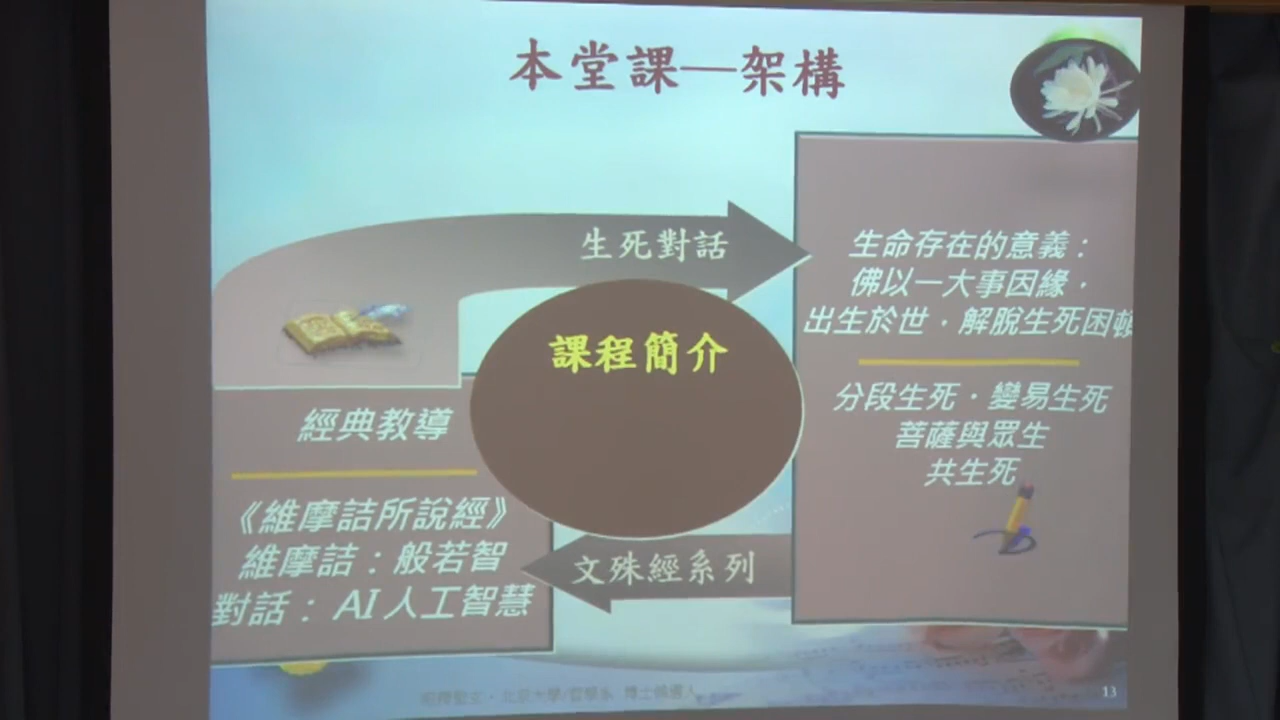 本堂課—架構
生死對話
生命存在的意義：
佛以一大事因緣，
出生於世，解脫生死困頓
課程簡介
分段生死．變易生死
菩薩與眾生
共生死
經典教導
《維摩詰所說經》
維摩詰：般若智
對話： AI 人工智慧
文殊經系列
13